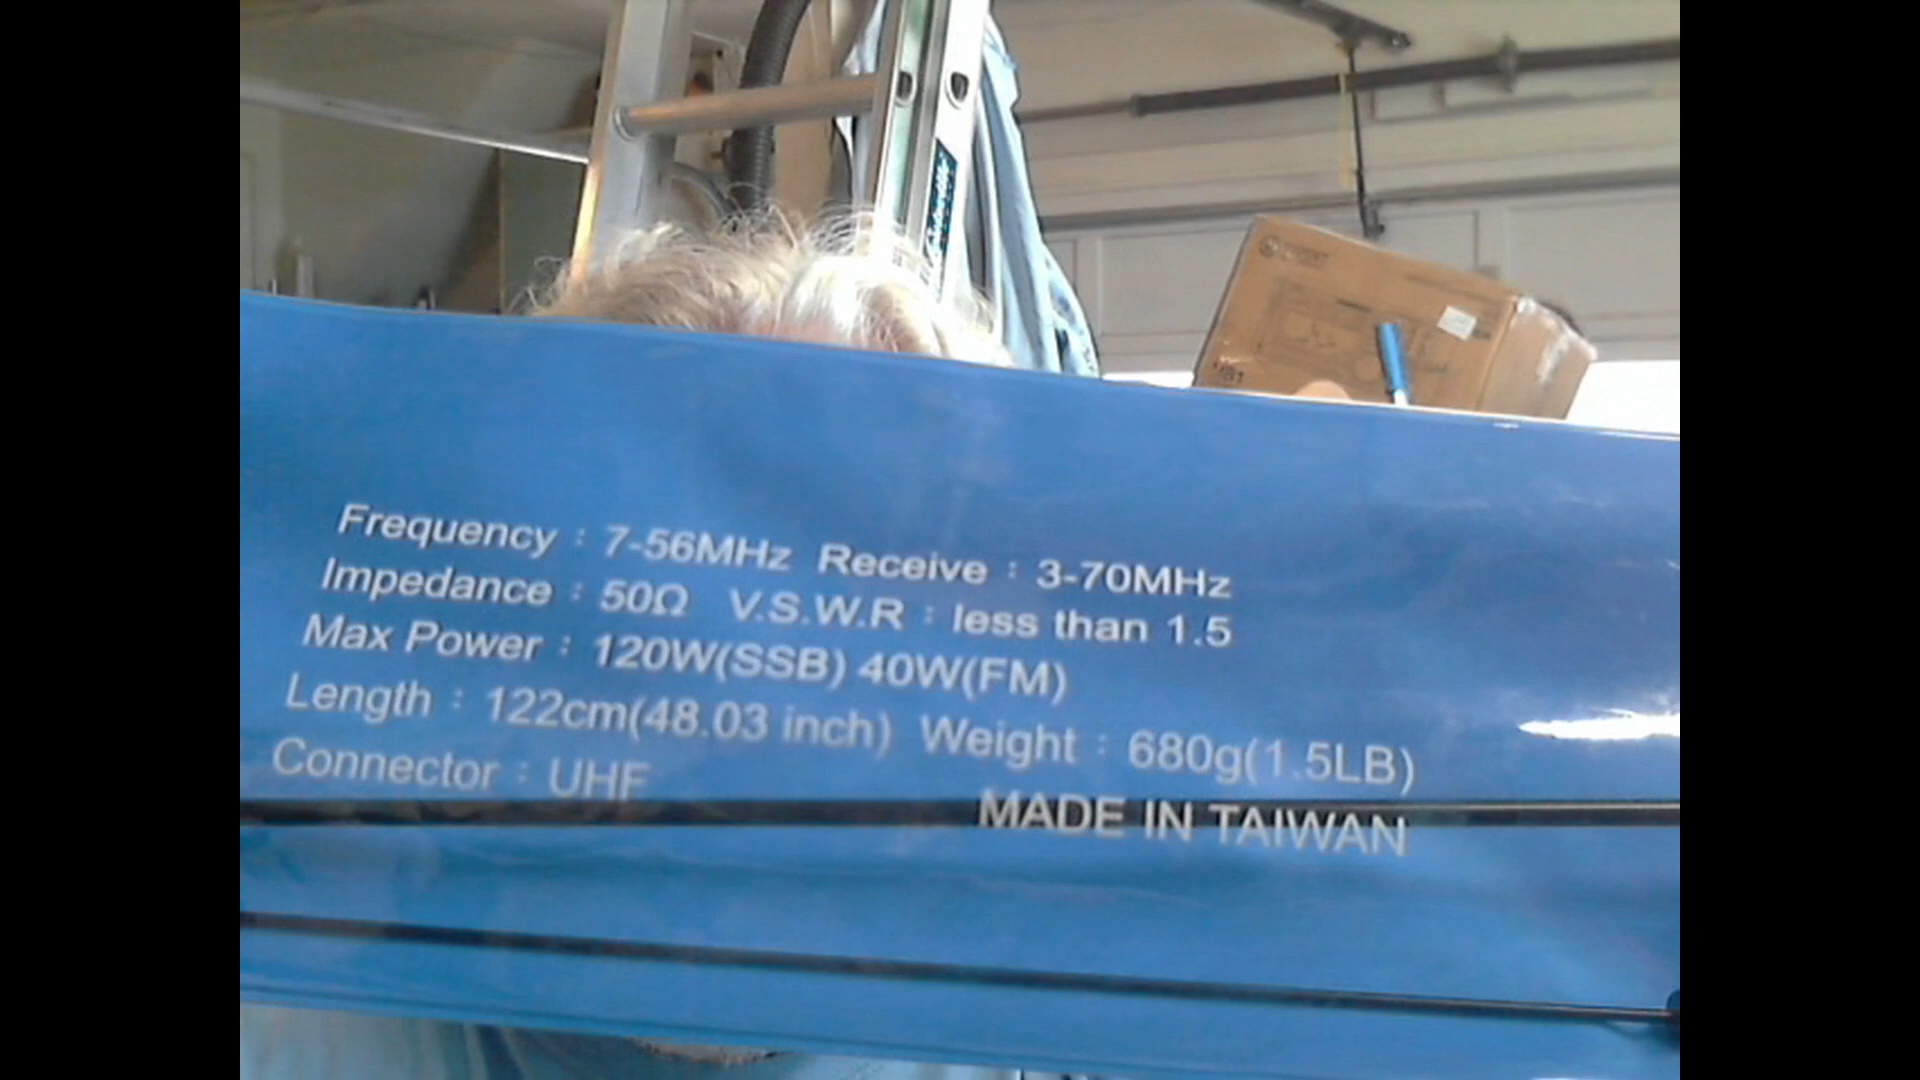 Frequency : 7-56MHz Receive : 3-70MHz
Impedance : 50Ω V.S.W.R : less than 1.5
Max Power : 120W(SSB) 40W(FM)
Length : 122cm(48.03 inch) Weight : 680g(1.5LB)
Connector : UHF
MADE IN TAIWAN